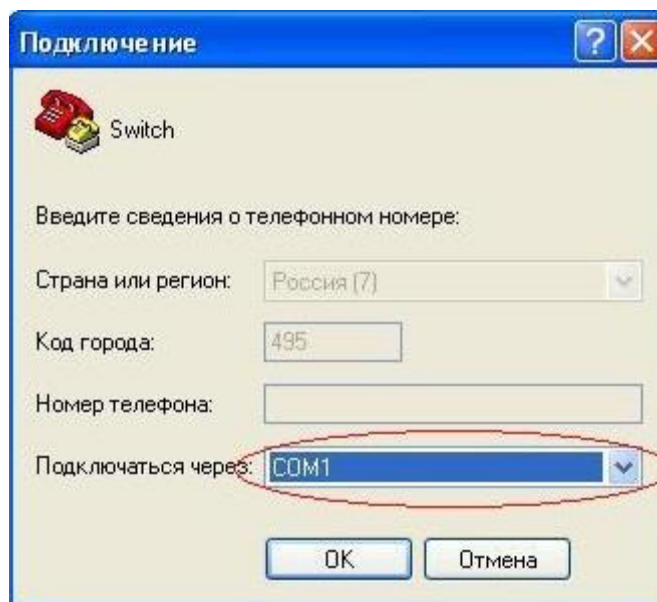 Подключение
Switch
Введите сведения о телефонном номере:
Страна или регион: Россия (7)
Код города: 495
Номер телефона:
Подключаться через: COM1
OK Отмена